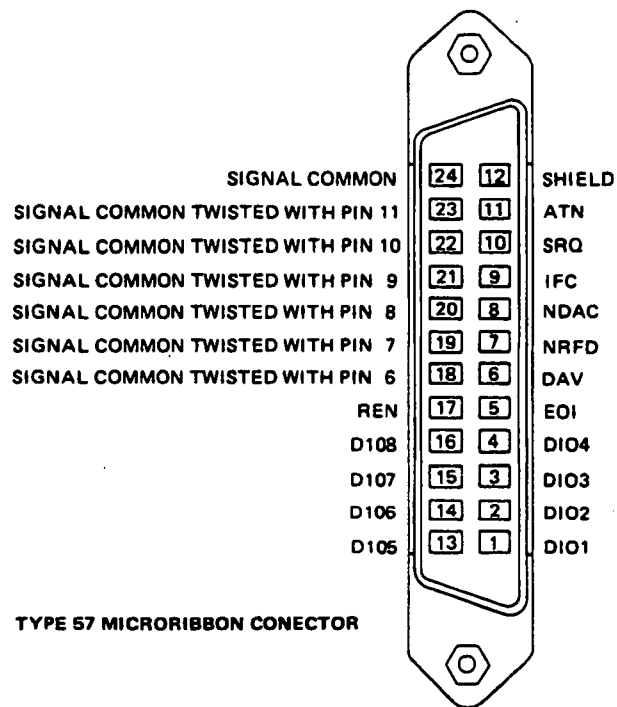 SIGNAL COMMON 24 12 SHIELD
SIGNAL COMMON TWISTED WITH PIN 11 23 11 ATN
SIGNAL COMMON TWISTED WITH PIN 10 22 10 SRQ
SIGNAL COMMON TWISTED WITH PIN 9 21 9 IFC
SIGNAL COMMON TWISTED WITH PIN 8 20 8 NDAC
SIGNAL COMMON TWISTED WITH PIN 7 19 7 NRFD
SIGNAL COMMON TWISTED WITH PIN 6 18 6 DAV
REN 17 5 EOI
D108 16 4 DIO4
D107 15 3 DIO3
D106 14 2 DIO2
D105 13 1 DIO1
TYPE 57 MICRORIBBON CONECTOR